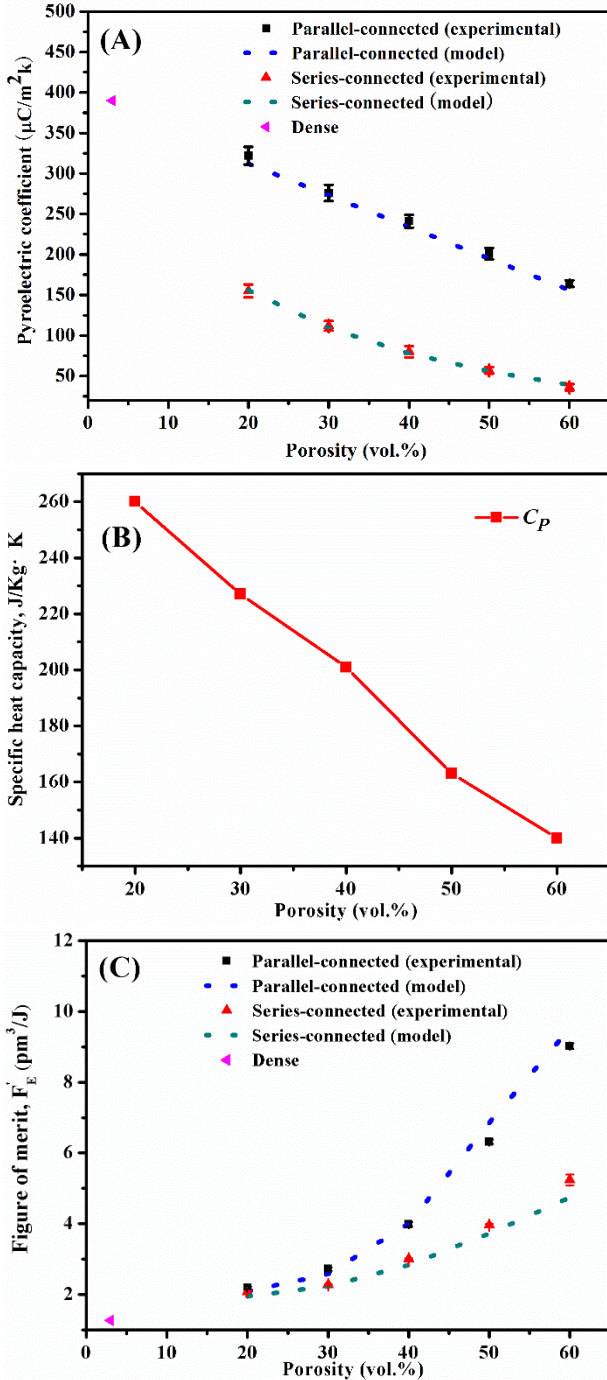 (A)
Parallel-connected (experimental)
Parallel-connected (model)
Series-connected (experimental)
Series-connected (model)
Dense
Pyroelectric coefficient (μC/m²k)
500
450
400
350
300
250
200
150
100
50
0 10 20 30 40 50 60
Porosity (vol.%)
(B)
C_P
Specific heat capacity, J/Kg· K
260
240
220
200
180
160
140
20 30 40 50 60
Porosity (vol.%)
(C)
Parallel-connected (experimental)
Parallel-connected (model)
Series-connected (experimental)
Series-connected (model)
Dense
Figure of merit, F'_E (pm³/J)
12
10
8
6
4
2
0 10 20 30 40 50 60
Porosity (vol.%)